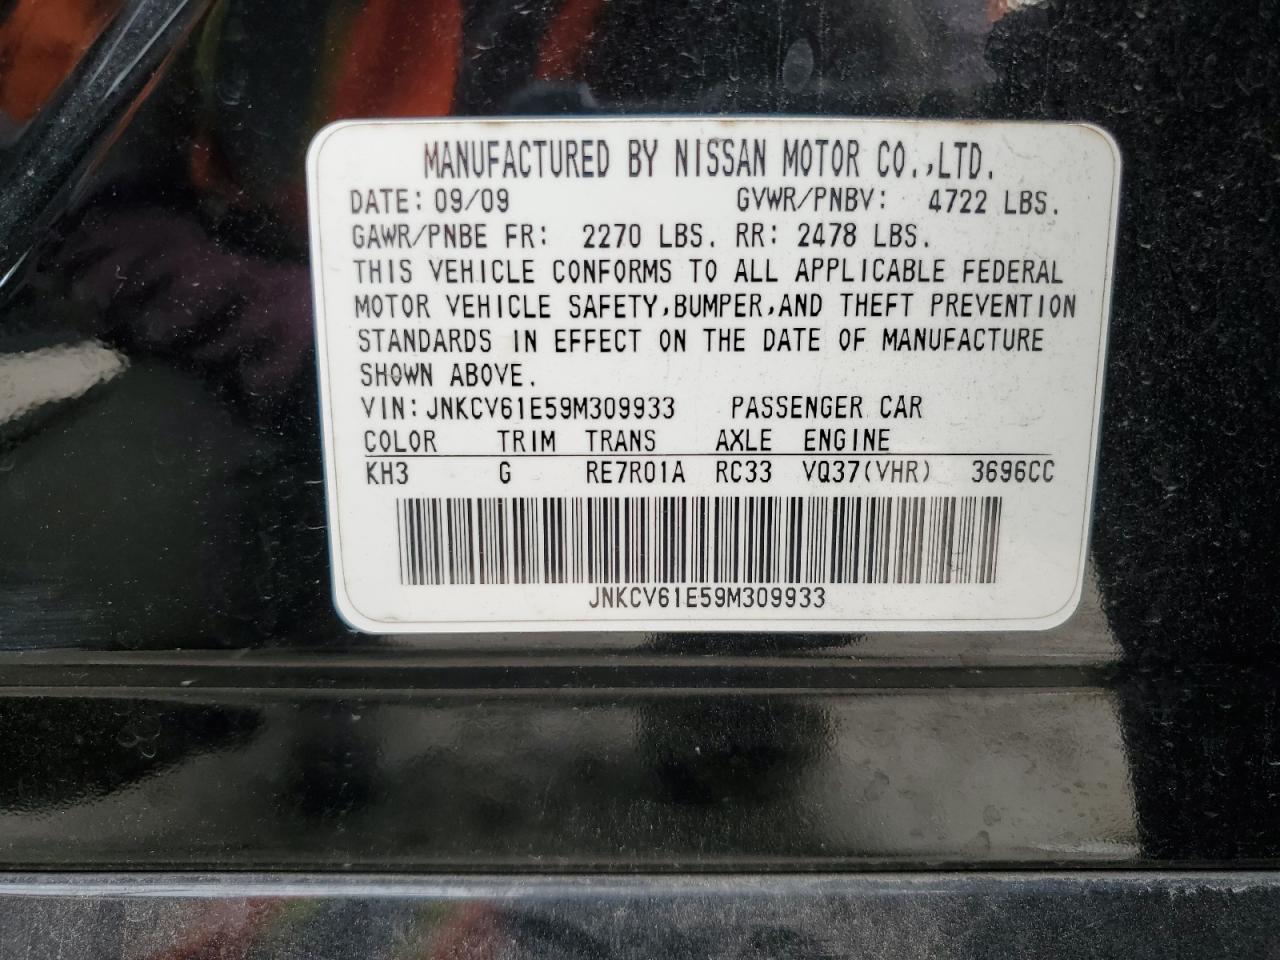 MANUFACTURED BY NISSAN MOTOR CO.,LTD.
DATE: 09/09 GVWR/PNBV: 4722 LBS.
GAWR/PNBE FR: 2270 LBS. RR: 2478 LBS.
THIS VEHICLE CONFORMS TO ALL APPLICABLE FEDERAL
MOTOR VEHICLE SAFETY,BUMPER,AND THEFT PREVENTION
STANDARDS IN EFFECT ON THE DATE OF MANUFACTURE
SHOWN ABOVE.
VIN:JNKCV61E59M309933 PASSENGER CAR
COLOR TRIM TRANS AXLE ENGINE
KH3 G RE7R01A RC33 VQ37(VHR) 3696CC
JNKCV61E59M309933